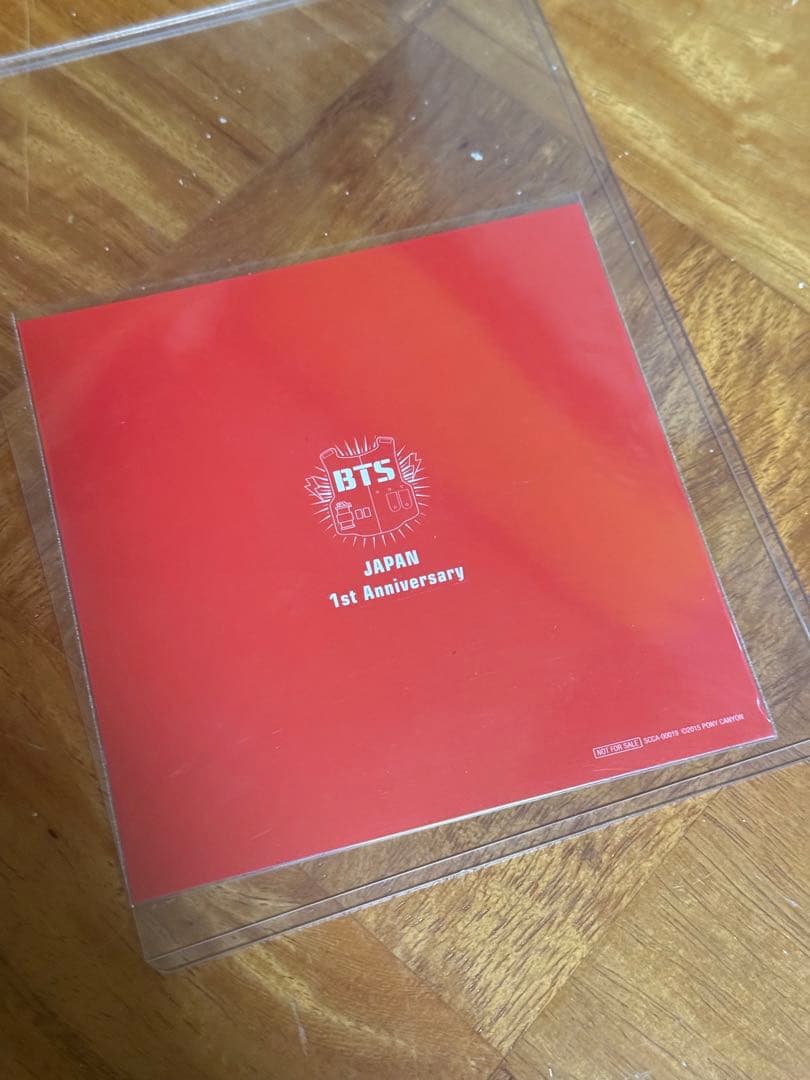 BTS
JAPAN
1st Anniversary
NOT FOR SALE SCCA-00019 ©2015 PONY CANYON